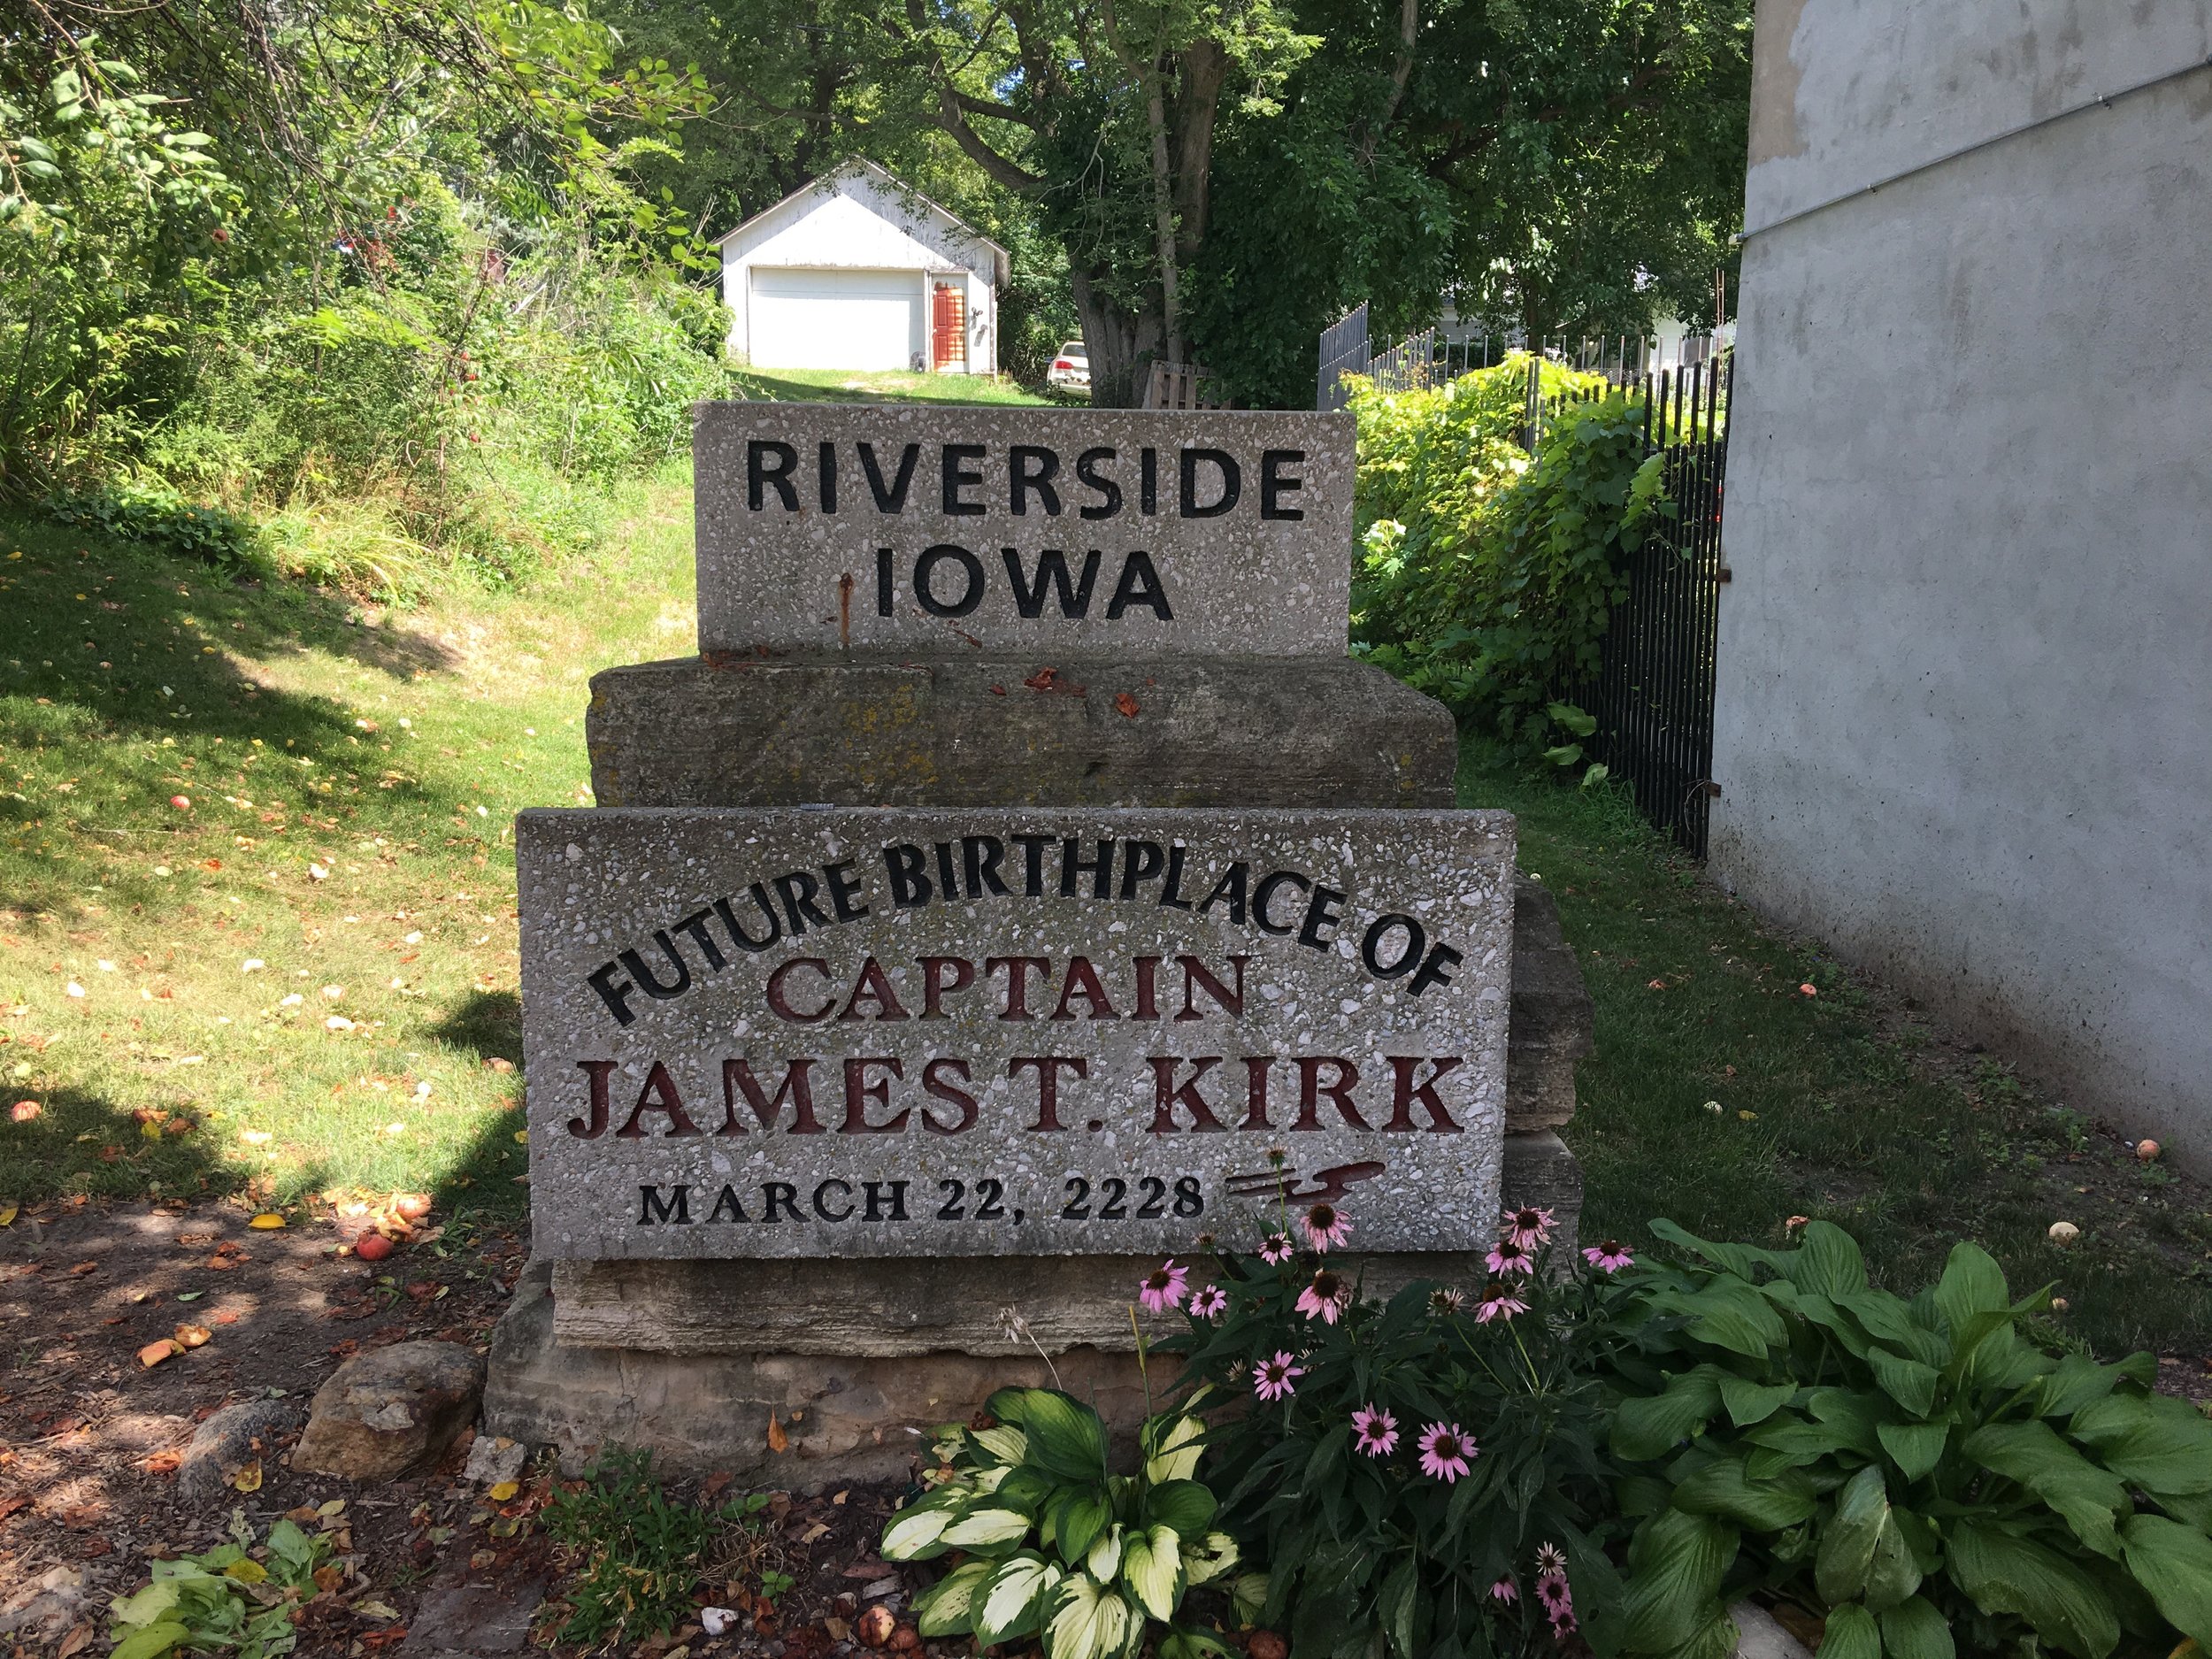 RIVERSIDE
IOWA
FUTURE BIRTHPLACE OF
CAPTAIN
JAMES T. KIRK
MARCH 22, 2228